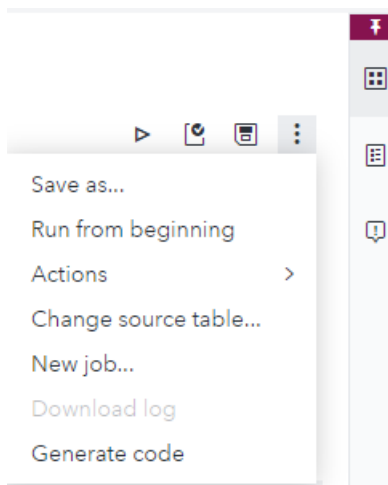 Save as...
Run from beginning
Actions
Change source table...
New job...
Download log
Generate code